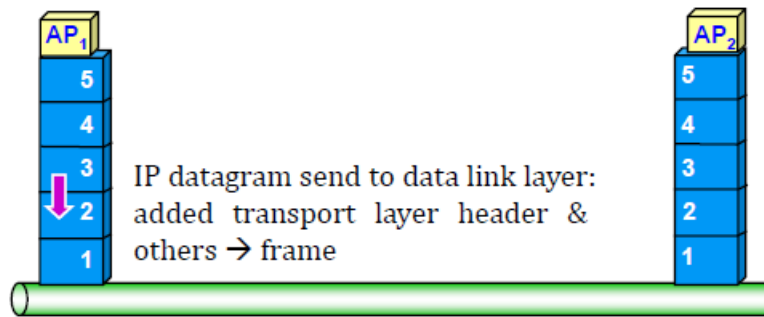 AP₁
AP₂
5
5
4
4
3
3
IP datagram send to data link layer:
2
2
added transport layer header &
others → frame
1
1